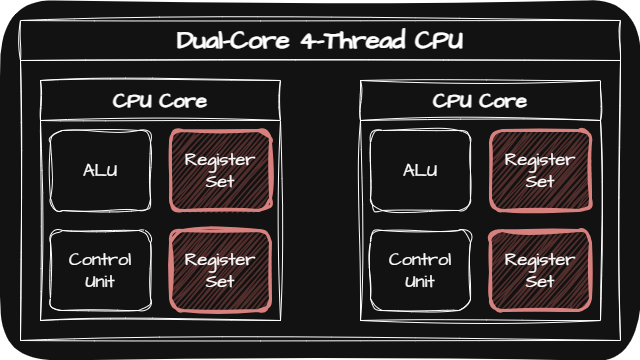 Dual-Core 4-Thread CPU
CPU Core
ALU
Register
Set
Control
Unit
Register
Set
CPU Core
ALU
Register
Set
Control
Unit
Register
Set